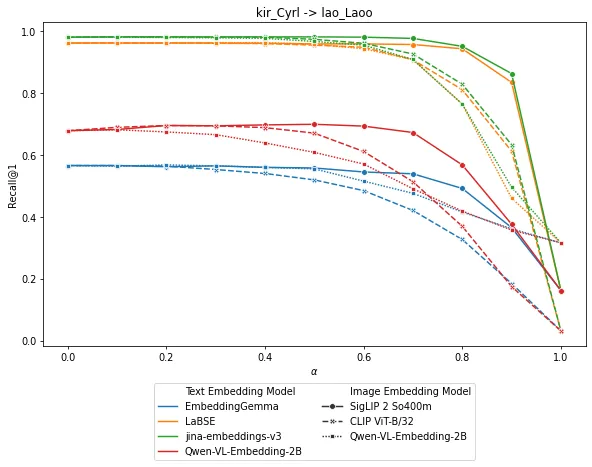 kir_Cyrl -> lao_Laoo
Recall@1
1.0
0.8
0.6
0.4
0.2
0.0
0.0 0.2 0.4 0.6 0.8 1.0
α
Text Embedding Model
EmbeddingGemma
LaBSE
jina-embeddings-v3
Qwen-VL-Embedding-2B
Image Embedding Model
SigLIP 2 So400m
CLIP ViT-B/32
Qwen-VL-Embedding-2B